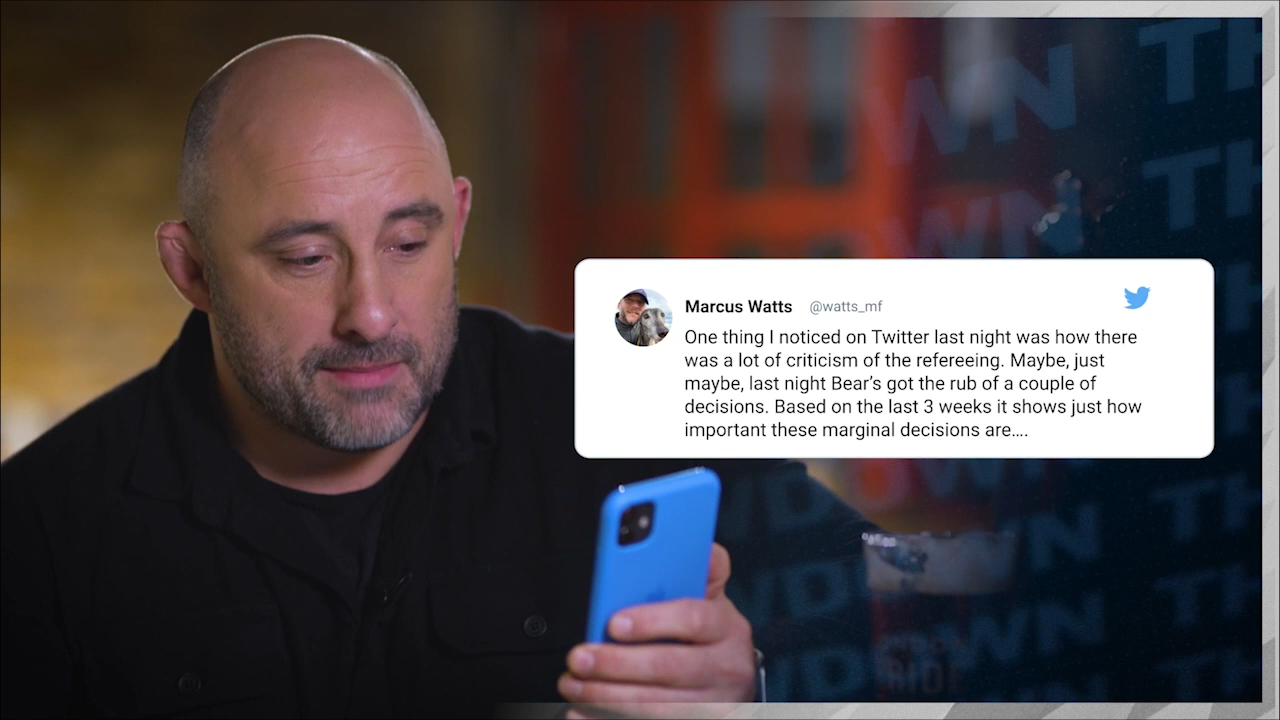 Marcus Watts @watts_mf
One thing I noticed on Twitter last night was how there
was a lot of criticism of the refereeing. Maybe, just
maybe, last night Bear's got the rub of a couple of
decisions. Based on the last 3 weeks it shows just how
important these marginal decisions are....